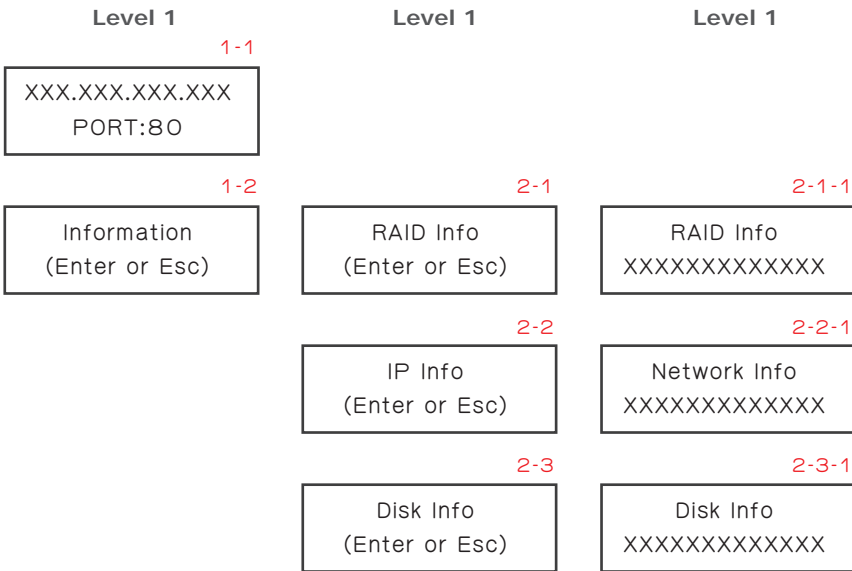 Level 1 Level 1 Level 1
1-1
XXX.XXX.XXX.XXX
PORT:80
1-2 2-1 2-1-1
Information RAID Info RAID Info
(Enter or Esc) (Enter or Esc) XXXXXXXXXXXXX
2-2 2-2-1
IP Info Network Info
(Enter or Esc) XXXXXXXXXXXXX
2-3 2-3-1
Disk Info Disk Info
(Enter or Esc) XXXXXXXXXXXXX